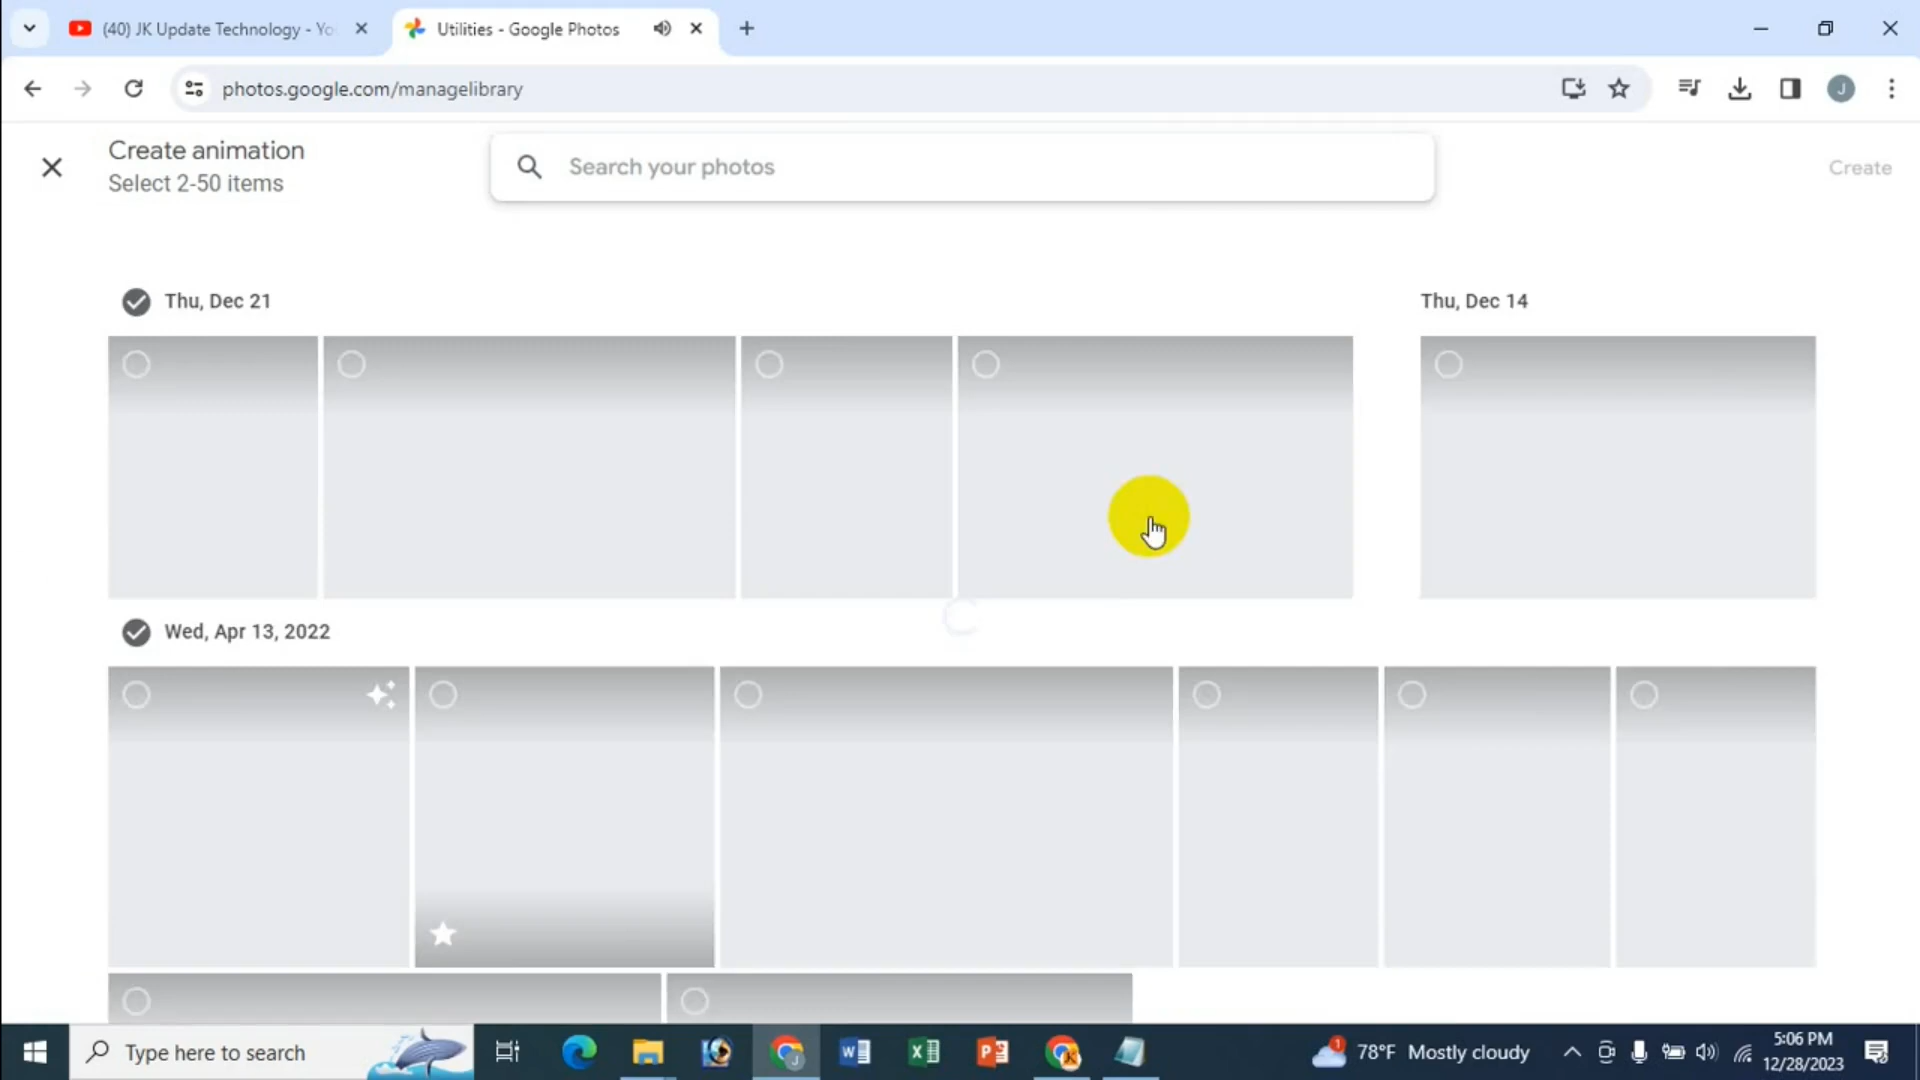 (40) JK Update Technology - Yo
Utilities - Google Photos
photos.google.com/managelibrary
J
Create animation
Select 2-50 items
Search your photos
Create
Thu, Dec 21
Thu, Dec 14
Wed, Apr 13, 2022
Type here to search
78°F Mostly cloudy
5:06 PM
12/28/2023